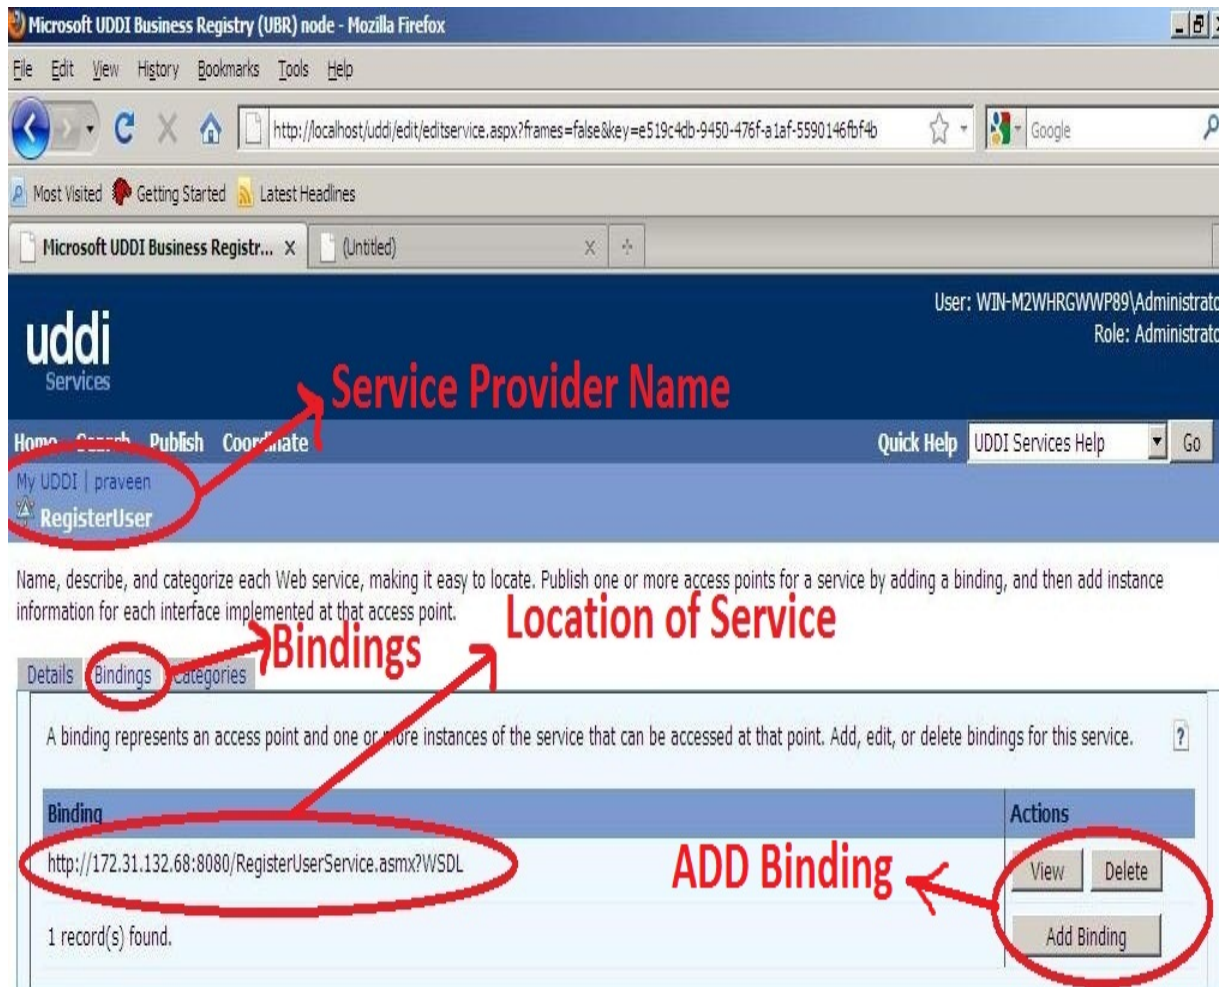 Microsoft UDDI Business Registry (UBR) node - Mozilla Firefox
File Edit View History Bookmarks Tools Help
http://localhost/uddi/edit/editservice.aspx?frames=false&key=e519c4db-9450-476f-a1af-5590146fbf4b
Google
Most Visited Getting Started Latest Headlines
Microsoft UDDI Business Registr... X (Untitled) X
User: WIN-M2WHRGWWP89\Administrato
Role: Administrato
uddi
Services
Service Provider Name
Home Search Publish Coordinate Quick Help UDDI Services Help Go
My UDDI | praveen
RegisterUser
Name, describe, and categorize each Web service, making it easy to locate. Publish one or more access points for a service by adding a binding, and then add instance
information for each interface implemented at that access point.
Location of Service
Bindings
Details Bindings Categories
A binding represents an access point and one or more instances of the service that can be accessed at that point. Add, edit, or delete bindings for this service. ?
Binding Actions
http://172.31.132.68:8080/RegisterUserService.asmx?WSDL View Delete
ADD Binding
1 record(s) found. Add Binding